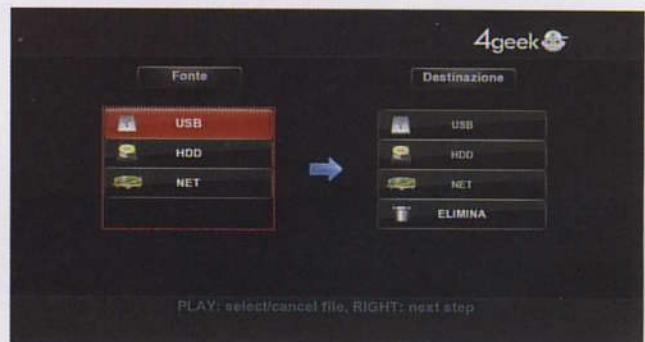 4geek
Fonte
Destinazione
USB
HDD
NET
USB
HDD
NET
ELIMINA
PLAY: select/cancel file, RIGHT: next step